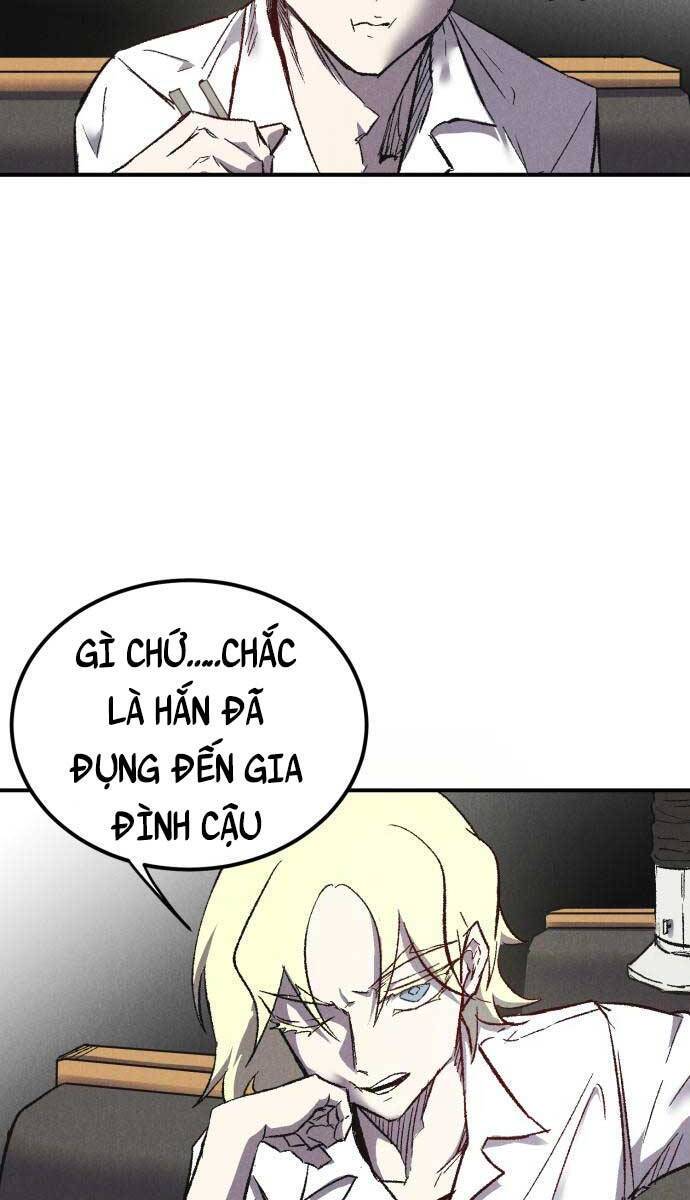 GÌ CHỨ.....CHẮC
LÀ HẮN ĐÃ
ĐỤNG ĐẾN GIA
ĐÌNH CẬU